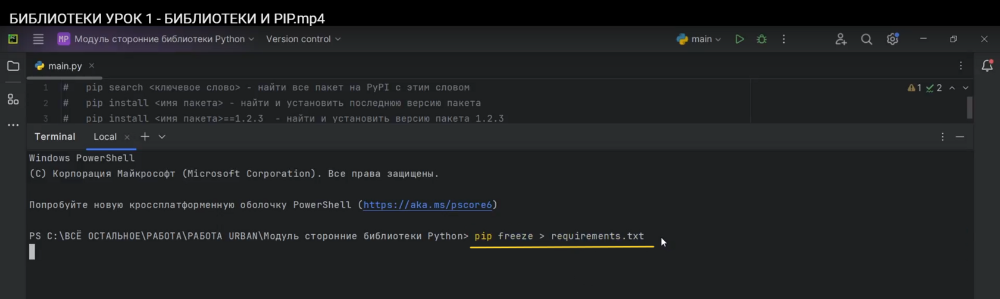 БИБЛИОТЕКИ УРОК 1 - БИБЛИОТЕКИ И PIP.mp4
PC MP Модуль сторонние библиотеки Python Version control main
main.py
1 # pip search <ключевое слово> - найти все пакет на PyPI с этим словом 1 2
2 # pip install <имя пакета> - найти и установить последнюю версию пакета
3 # pip install <имя пакета>==1.2.3 - найти и установить версию пакета 1.2.3
Terminal Local
Windows PowerShell
(C) Корпорация Майкрософт (Microsoft Corporation). Все права защищены.
Попробуйте новую кроссплатформенную оболочку PowerShell (https://aka.ms/pscore6)
PS C:\ВСЁ ОСТАЛЬНОЕ\РАБОТА\РАБОТА URBAN\Модуль сторонние библиотеки Python> pip freeze > requirements.txt